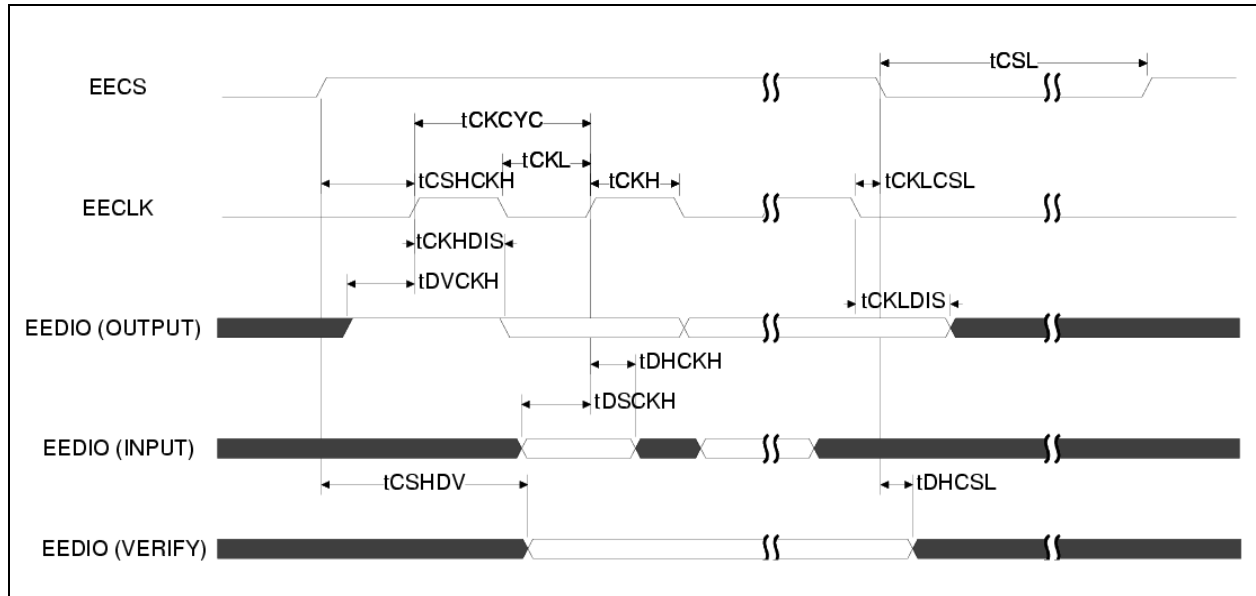 tCSL
EECS
tCKCYC
tCKL
tCSHCKH
tCKH
tCKLCSL
EECLK
tCKHDIS
tDVCKH
tCKLDIS
EEDIO (OUTPUT)
tDHCKH
tDSCKH
EEDIO (INPUT)
tCSHDV
tDHCSL
EEDIO (VERIFY)